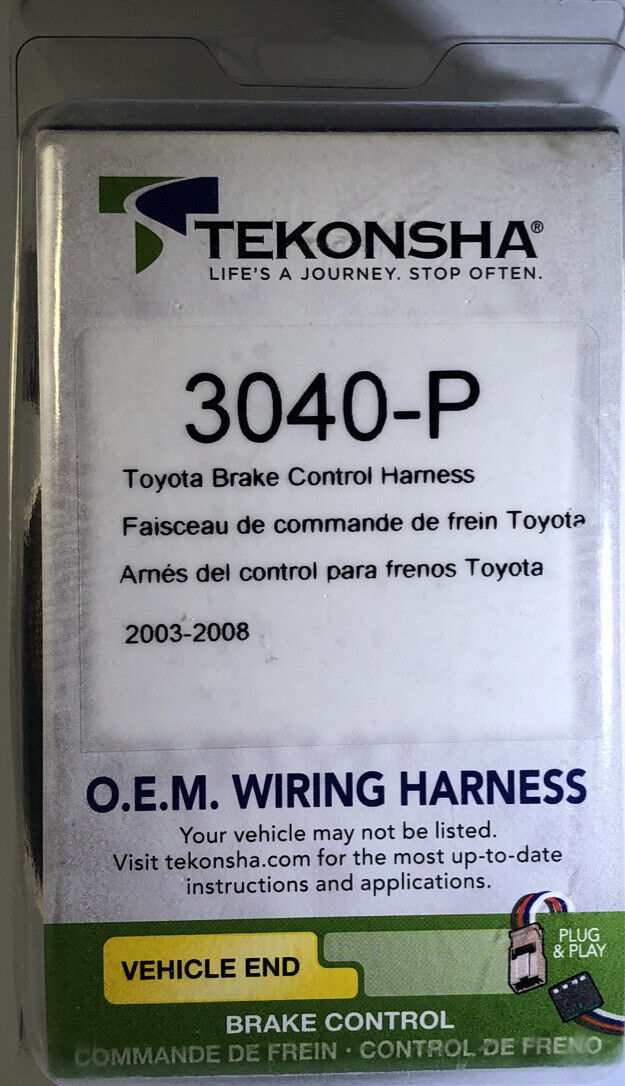 TEKONSHA®
LIFE'S A JOURNEY. STOP OFTEN.
3040-P
Toyota Brake Control Harness
Faisceau de commande de frein Toyota
Arnés del control para frenos Toyota
2003-2008
O.E.M. WIRING HARNESS
Your vehicle may not be listed.
Visit tekonsha.com for the most up-to-date
instructions and applications.
PLUG
& PLAY
VEHICLE END
BRAKE CONTROL
COMMANDE DE FREIN · CONTROL DE FRENO